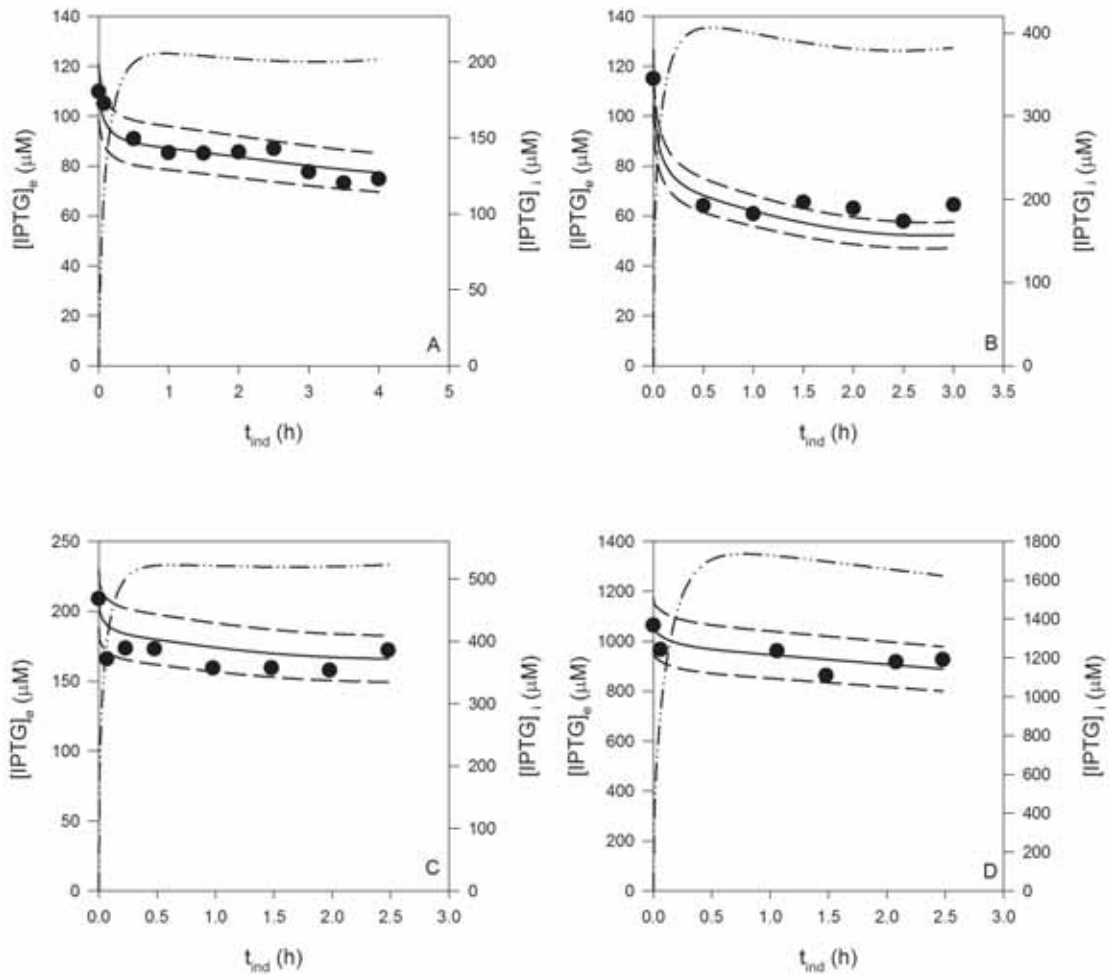 140 120 100 80 60 40 20 0
[IPTG]e (μM)
200 150 100 50 0
[IPTG] i (μM)
A
0 1 2 3 4 5
tind (h)
140 120 100 80 60 40 20 0
[IPTG]e (μM)
400 300 200 100 0
[IPTG] i (μM)
B
0.0 0.5 1.0 1.5 2.0 2.5 3.0 3.5
tind (h)
250 200 150 100 50 0
[IPTG]e (μM)
500 400 300 200 100 0
[IPTG] i (μM)
C
0.0 0.5 1.0 1.5 2.0 2.5 3.0
tind (h)
1400 1200 1000 800 600 400 200 0
[IPTG]e (μM)
1800 1600 1400 1200 1000 800 600 400 200 0
[IPTG] i (μM)
D
0.0 0.5 1.0 1.5 2.0 2.5 3.0
tind (h)